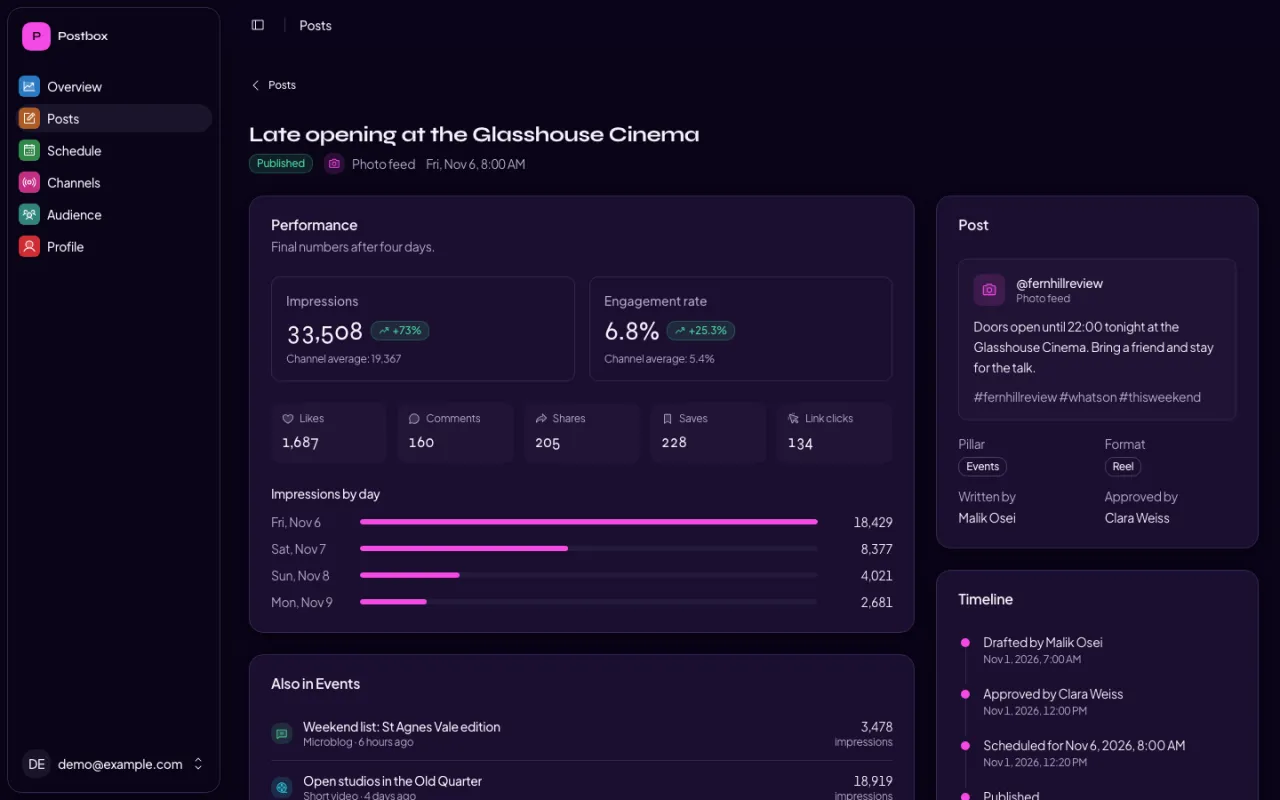 P Postbox
Overview
Posts
Schedule
Channels
Audience
Profile
DE demo@example.com
Posts
Posts
Late opening at the Glasshouse Cinema
Published Photo feed Fri, Nov 6, 8:00 AM
Performance
Final numbers after four days.
Impressions
33,508 +73%
Channel average: 19,367
Engagement rate
6.8% +25.3%
Channel average: 5.4%
Likes
1,687
Comments
160
Shares
205
Saves
228
Link clicks
134
Impressions by day
Fri, Nov 6 18,429
Sat, Nov 7 8,377
Sun, Nov 8 4,021
Mon, Nov 9 2,681
Also in Events
Weekend list: St Agnes Vale edition 3,478
Microblog · 6 hours ago impressions
Open studios in the Old Quarter 18,919
Short video · 4 days ago impressions
Post
@fernhillreview
Photo feed
Doors open until 22:00 tonight at the
Glasshouse Cinema. Bring a friend and stay
for the talk.
#fernhillreview #whatson #thisweekend
Pillar
Events
Format
Reel
Written by
Malik Osei
Approved by
Clara Weiss
Timeline
Drafted by Malik Osei
Nov 1, 2026, 7:00 AM
Approved by Clara Weiss
Nov 1, 2026, 12:00 PM
Scheduled for Nov 6, 2026, 8:00 AM
Nov 1, 2026, 12:20 PM
Published